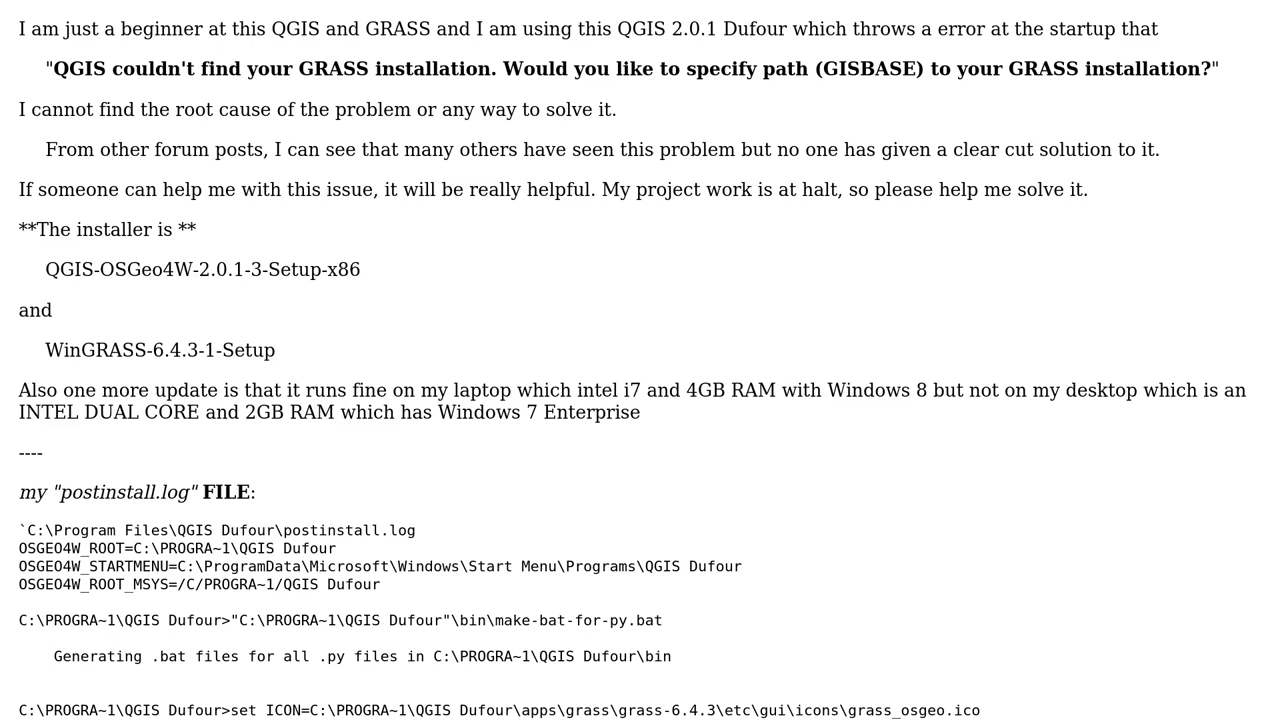 I am just a beginner at this QGIS and GRASS and I am using this QGIS 2.0.1 Dufour which throws a error at the startup that
"QGIS couldn't find your GRASS installation. Would you like to specify path (GISBASE) to your GRASS installation?"
I cannot find the root cause of the problem or any way to solve it.
From other forum posts, I can see that many others have seen this problem but no one has given a clear cut solution to it.
If someone can help me with this issue, it will be really helpful. My project work is at halt, so please help me solve it.
**The installer is **
QGIS-OSGeo4W-2.0.1-3-Setup-x86
and
WinGRASS-6.4.3-1-Setup
Also one more update is that it runs fine on my laptop which intel i7 and 4GB RAM with Windows 8 but not on my desktop which is an
INTEL DUAL CORE and 2GB RAM which has Windows 7 Enterprise
----
my "postinstall.log" FILE:
`C:\Program Files\QGIS Dufour\postinstall.log
OSGEO4W_ROOT=C:\PROGRA~1\QGIS Dufour
OSGEO4W_STARTMENU=C:\ProgramData\Microsoft\Windows\Start Menu\Programs\QGIS Dufour
OSGEO4W_ROOT_MSYS=/C/PROGRA~1/QGIS Dufour
C:\PROGRA~1\QGIS Dufour>"C:\PROGRA~1\QGIS Dufour"\bin\make-bat-for-py.bat
Generating .bat files for all .py files in C:\PROGRA~1\QGIS Dufour\bin
C:\PROGRA~1\QGIS Dufour>set ICON=C:\PROGRA~1\QGIS Dufour\apps\grass\grass-6.4.3\etc\gui\icons\grass_osgeo.ico